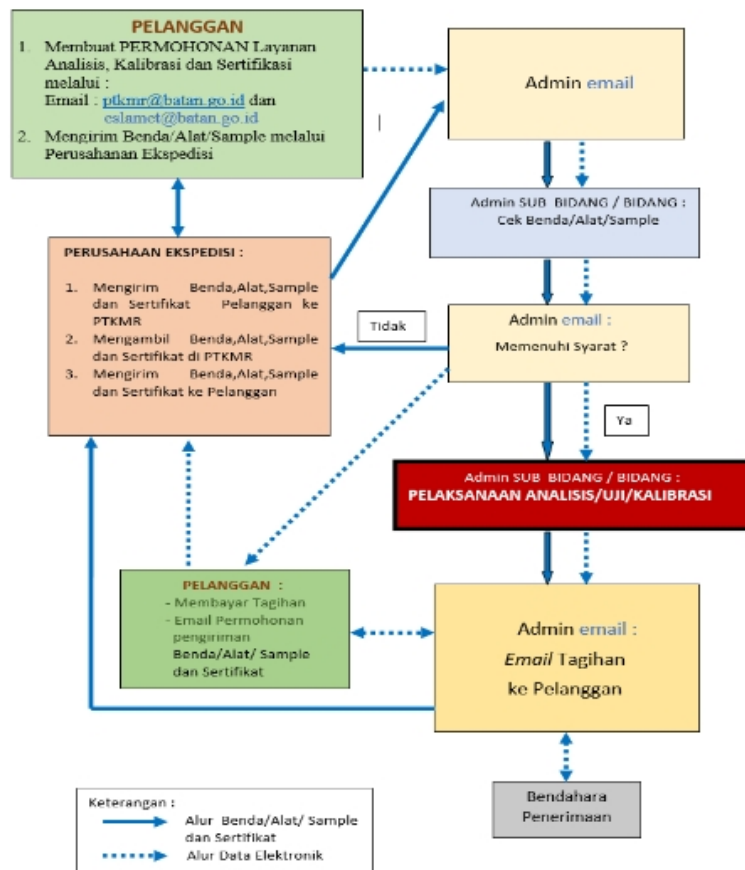 PELANGGAN
1. Membuat PERMOHONAN Layanan
Analisis, Kalibrasi dan Sertifikasi
melalui :
Email : ptkmr@batan.go.id dan
eslamet@batan.go.id
2. Mengirim Benda/Alat/Sample melalui
Perusahanan Ekspedisi
Admin email
Admin SUB BIDANG / BIDANG :
Cek Benda/Alat/Sample
PERUSAHAAN EKSPEDISI :
1. Mengirim Benda,Alat,Sample
dan Sertifikat Pelanggan ke
PTKMR
2. Mengambil Benda,Alat,Sample
dan Sertifikat di PTKMR
3. Mengirim Benda,Alat,Sample
dan Sertifikat ke Pelanggan
Tidak
Admin email :
Memenuhi Syarat ?
Ya
Admin SUB BIDANG / BIDANG :
PELAKSANAAN ANALISIS/UJI/KALIBRASI
PELANGGAN :
- Membayar Tagihan
- Email Permohonan
pengiriman
Benda/Alat/ Sample
dan Sertifikat
Admin email :
Email Tagihan
ke Pelanggan
Bendahara
Penerimaan
Keterangan :
Alur Benda/Alat/ Sample
dan Sertifikat
Alur Data Elektronik